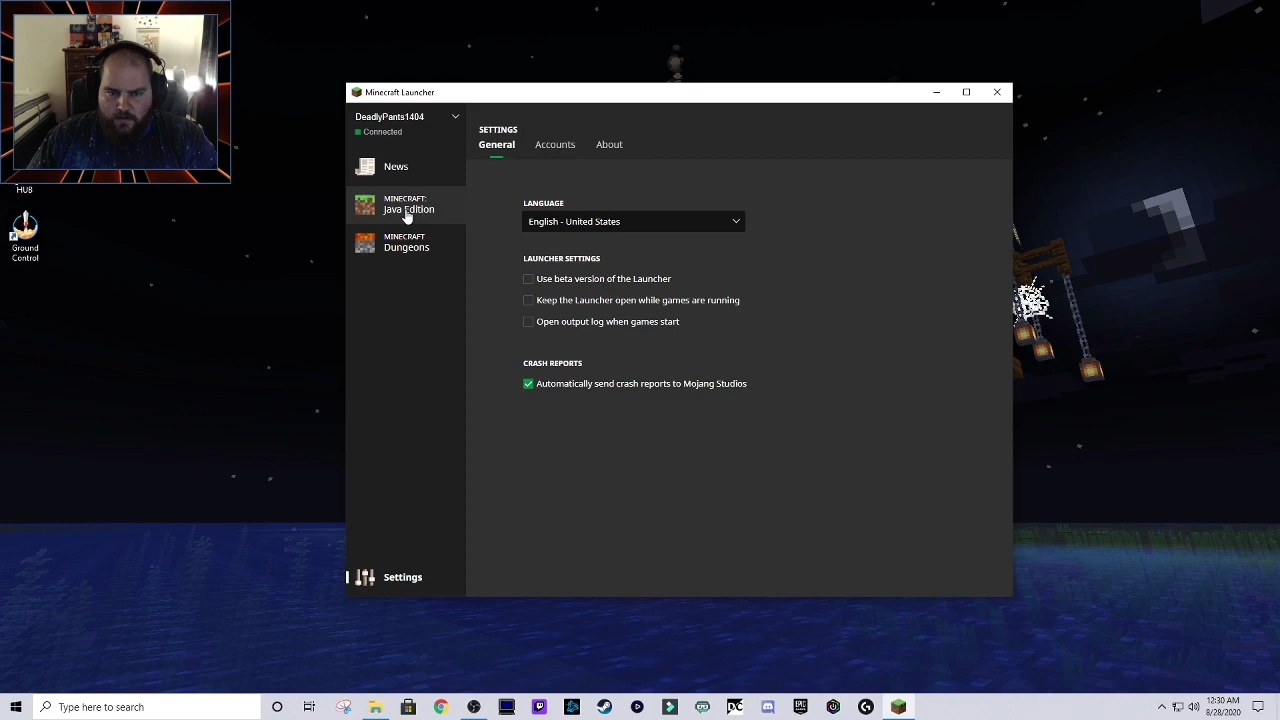 HUB
Ground
Control
Minecraft Launcher
DeadlyPants1404
Connected
News
MINECRAFT:
Java Edition
MINECRAFT
Dungeons
Settings
SETTINGS
General Accounts About
LANGUAGE
English - United States
LAUNCHER SETTINGS
Use beta version of the Launcher
Keep the Launcher open while games are running
Open output log when games start
CRASH REPORTS
Automatically send crash reports to Mojang Studios
Type here to search
12:30 AM
8/28/2020